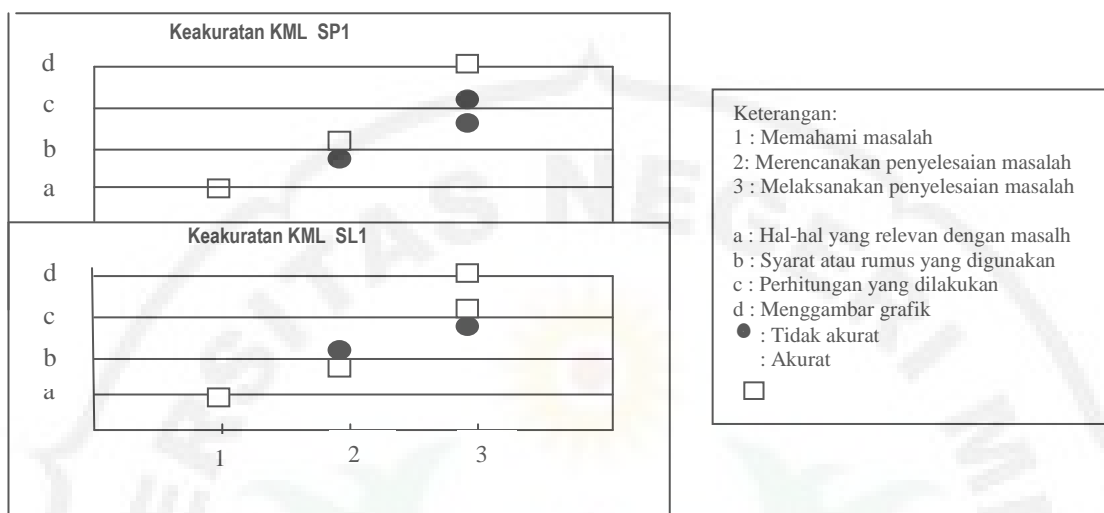 Keakuratan KML SP1
d
c
b
a
Keakuratan KML SL1
d
c
b
a
1
2
3
Keterangan:
1 : Memahami masalah
2: Merencanakan penyelesaian masalah
3 : Melaksanakan penyelesaian masalah
a : Hal-hal yang relevan dengan masalh
b : Syarat atau rumus yang digunakan
c : Perhitungan yang dilakukan
d : Menggambar grafik
: Tidak akurat
: Akurat